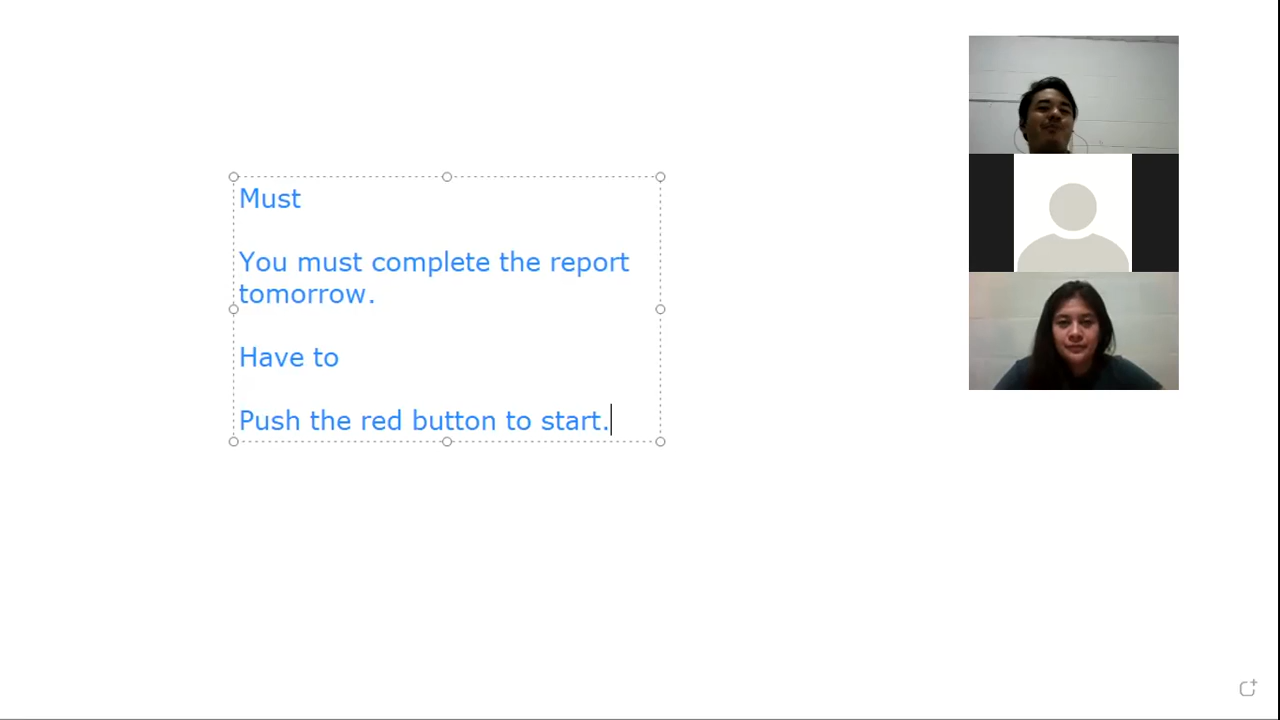 Must
You must complete the report
tomorrow.
Have to
Push the red button to start.